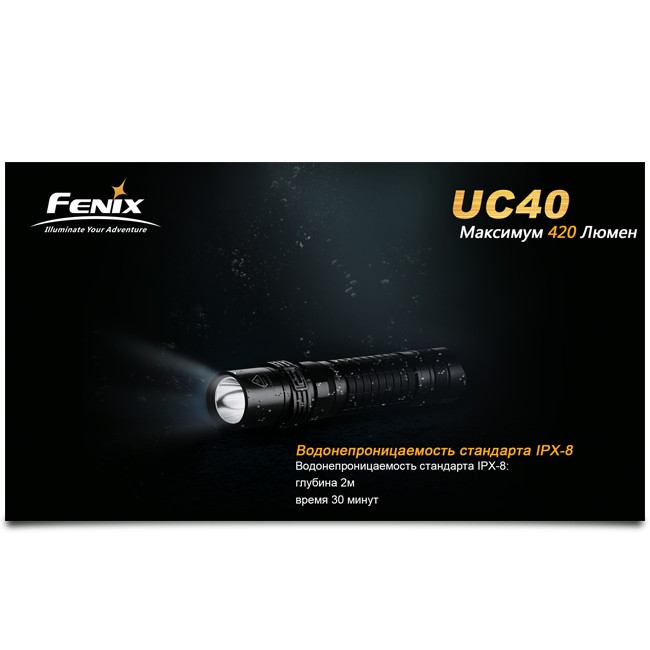 FENIX
Illuminate Your Adventure
UC40
Максимум 420 Люмен
Водонепроницаемость стандарта IPX-8
Водонепроницаемость стандарта IPX-8:
глубина 2м
время 30 минут